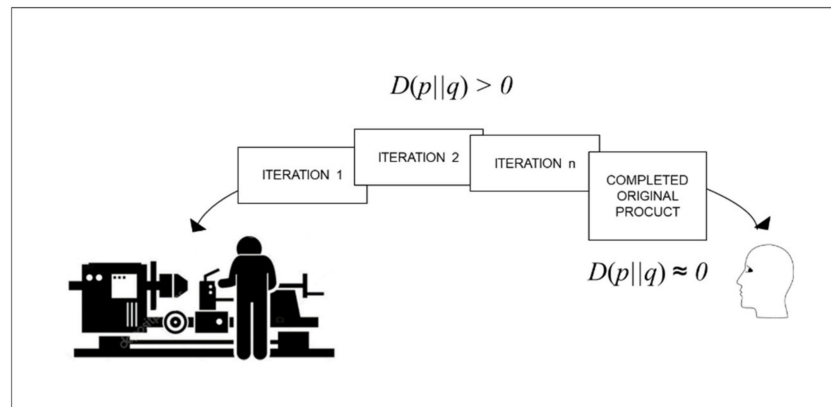 D(p||q) > 0
ITERATION 1
ITERATION 2
ITERATION n
COMPLETED
ORIGINAL
PROCUCT
D(p||q) ≈ 0